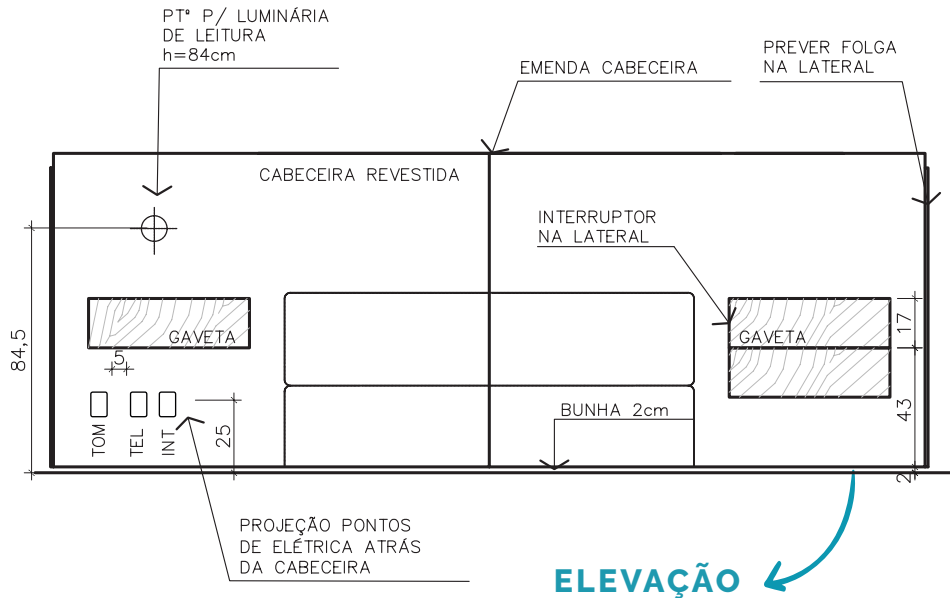 PTº P/ LUMINÁRIA
DE LEITURA
h=84cm
EMENDA CABECEIRA
PREVER FOLGA
NA LATERAL
CABECEIRA REVESTIDA
INTERRUPTOR
NA LATERAL
84,5
GAVETA
GAVETA
17
5
43
TOM
TEL
INT
25
BUNHA 2cm
2
PROJEÇÃO PONTOS
DE ELÉTRICA ATRÁS
DA CABECEIRA
ELEVAÇÃO